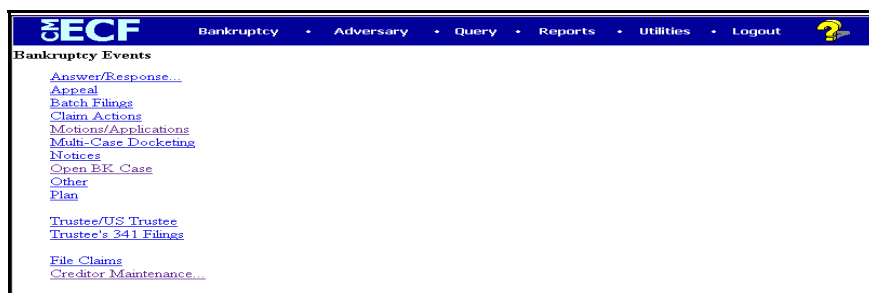 CM ECF Bankruptcy • Adversary • Query • Reports • Utilities • Logout ?
Bankruptcy Events
Answer/Response...
Appeal
Batch Filings
Claim Actions
Motions/Applications
Multi-Case Docketing
Notices
Open BK Case
Other
Plan
Trustee/US Trustee
Trustee's 341 Filings
File Claims
Creditor Maintenance...